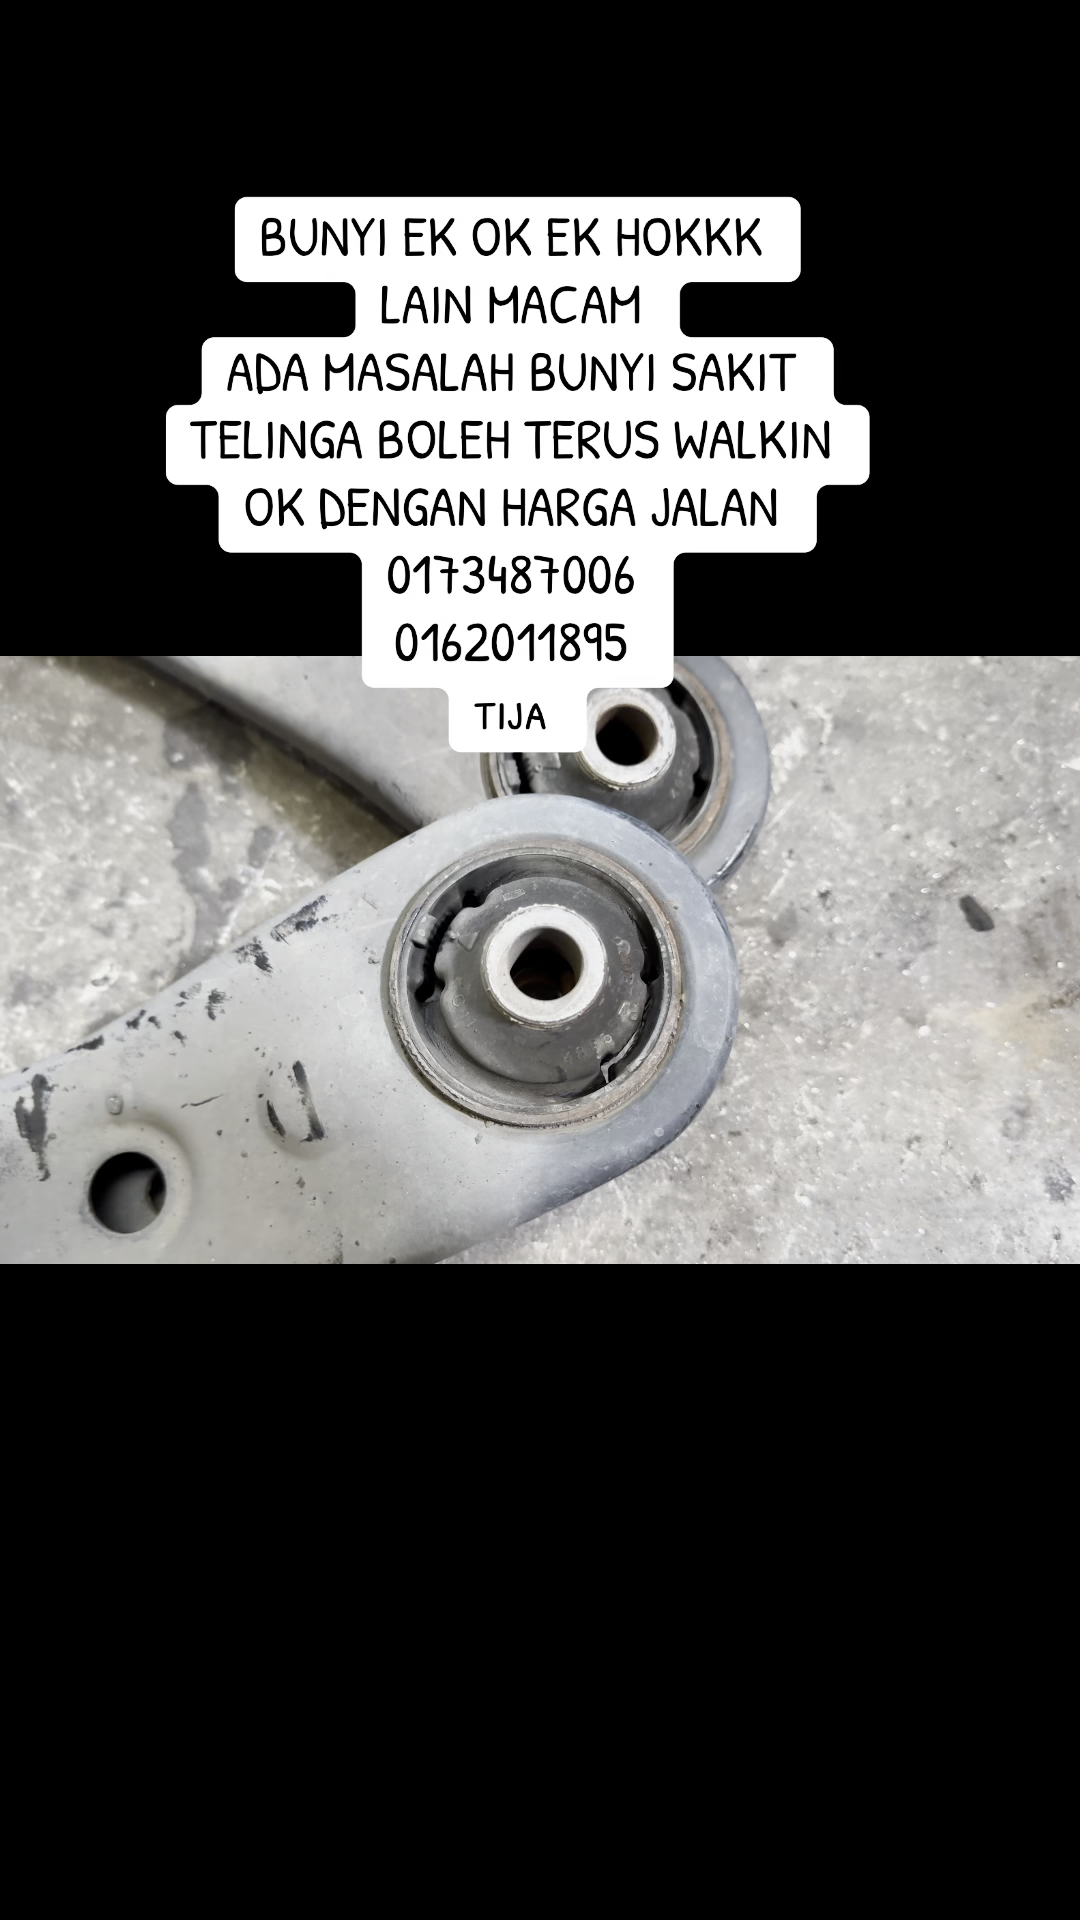 BUNYI EK OK EK HOKKK
LAIN MACAM
ADA MASALAH BUNYI SAKIT
TELINGA BOLEH TERUS WALKIN
OK DENGAN HARGA JALAN
0173487006
0162011895
TIJA